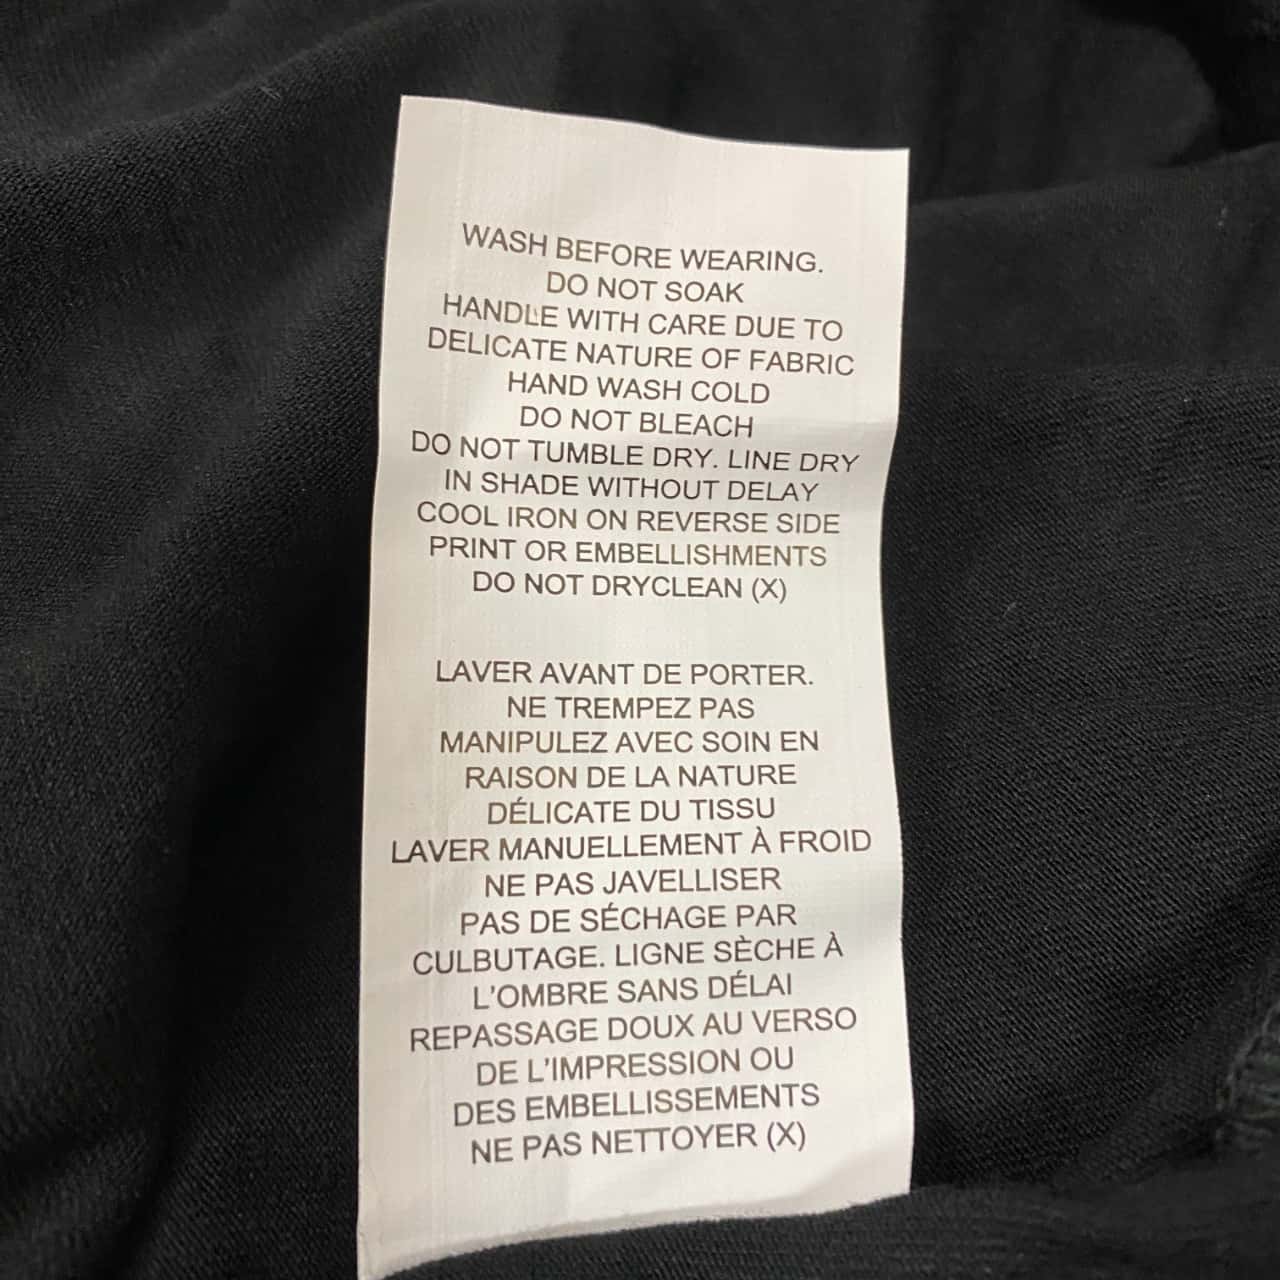 WASH BEFORE WEARING.
DO NOT SOAK
HANDLE WITH CARE DUE TO
DELICATE NATURE OF FABRIC
HAND WASH COLD
DO NOT BLEACH
DO NOT TUMBLE DRY. LINE DRY
IN SHADE WITHOUT DELAY
COOL IRON ON REVERSE SIDE
PRINT OR EMBELLISHMENTS
DO NOT DRYCLEAN (X)
LAVER AVANT DE PORTER.
NE TREMPEZ PAS
MANIPULEZ AVEC SOIN EN
RAISON DE LA NATURE
DÉLICATE DU TISSU
LAVER MANUELLEMENT À FROID
NE PAS JAVELLISER
PAS DE SÉCHAGE PAR
CULBUTAGE. LIGNE SÈCHE À
L'OMBRE SANS DÉLAI
REPASSAGE DOUX AU VERSO
DE L'IMPRESSION OU
DES EMBELLISSEMENTS
NE PAS NETTOYER (X)